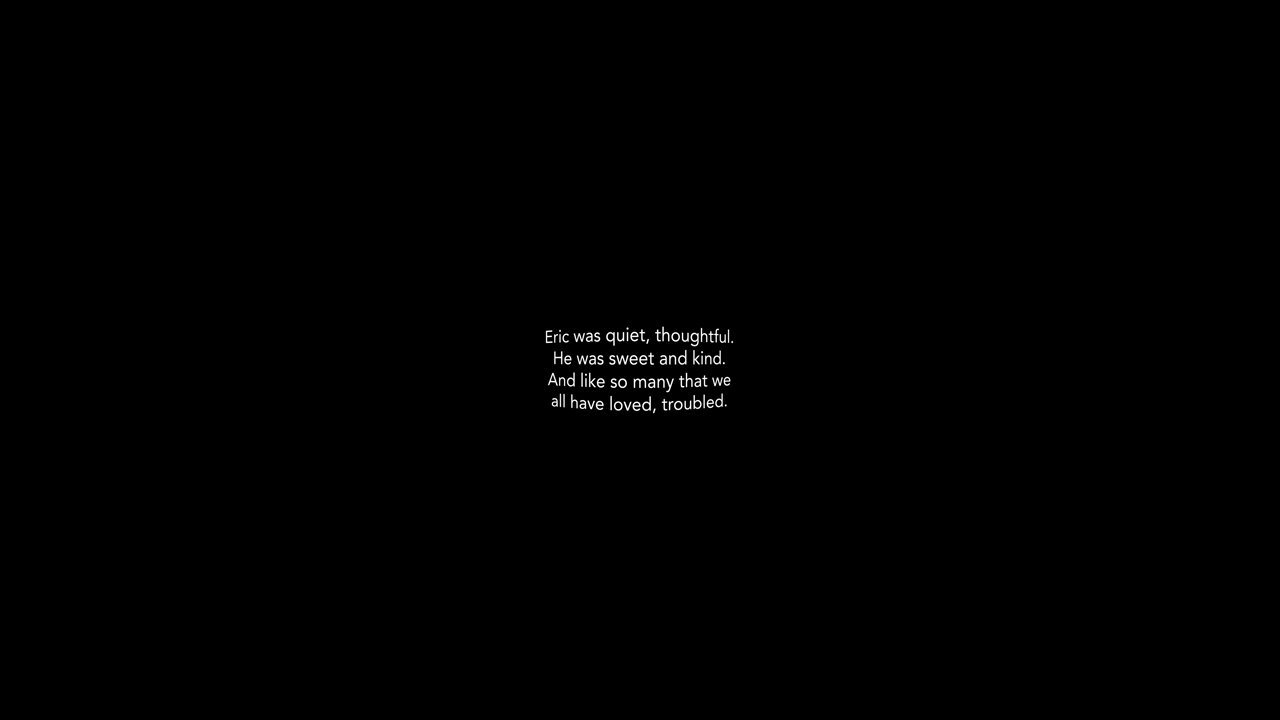 Eric was quiet, thoughtful.
He was sweet and kind.
And like so many that we
all have loved, troubled.